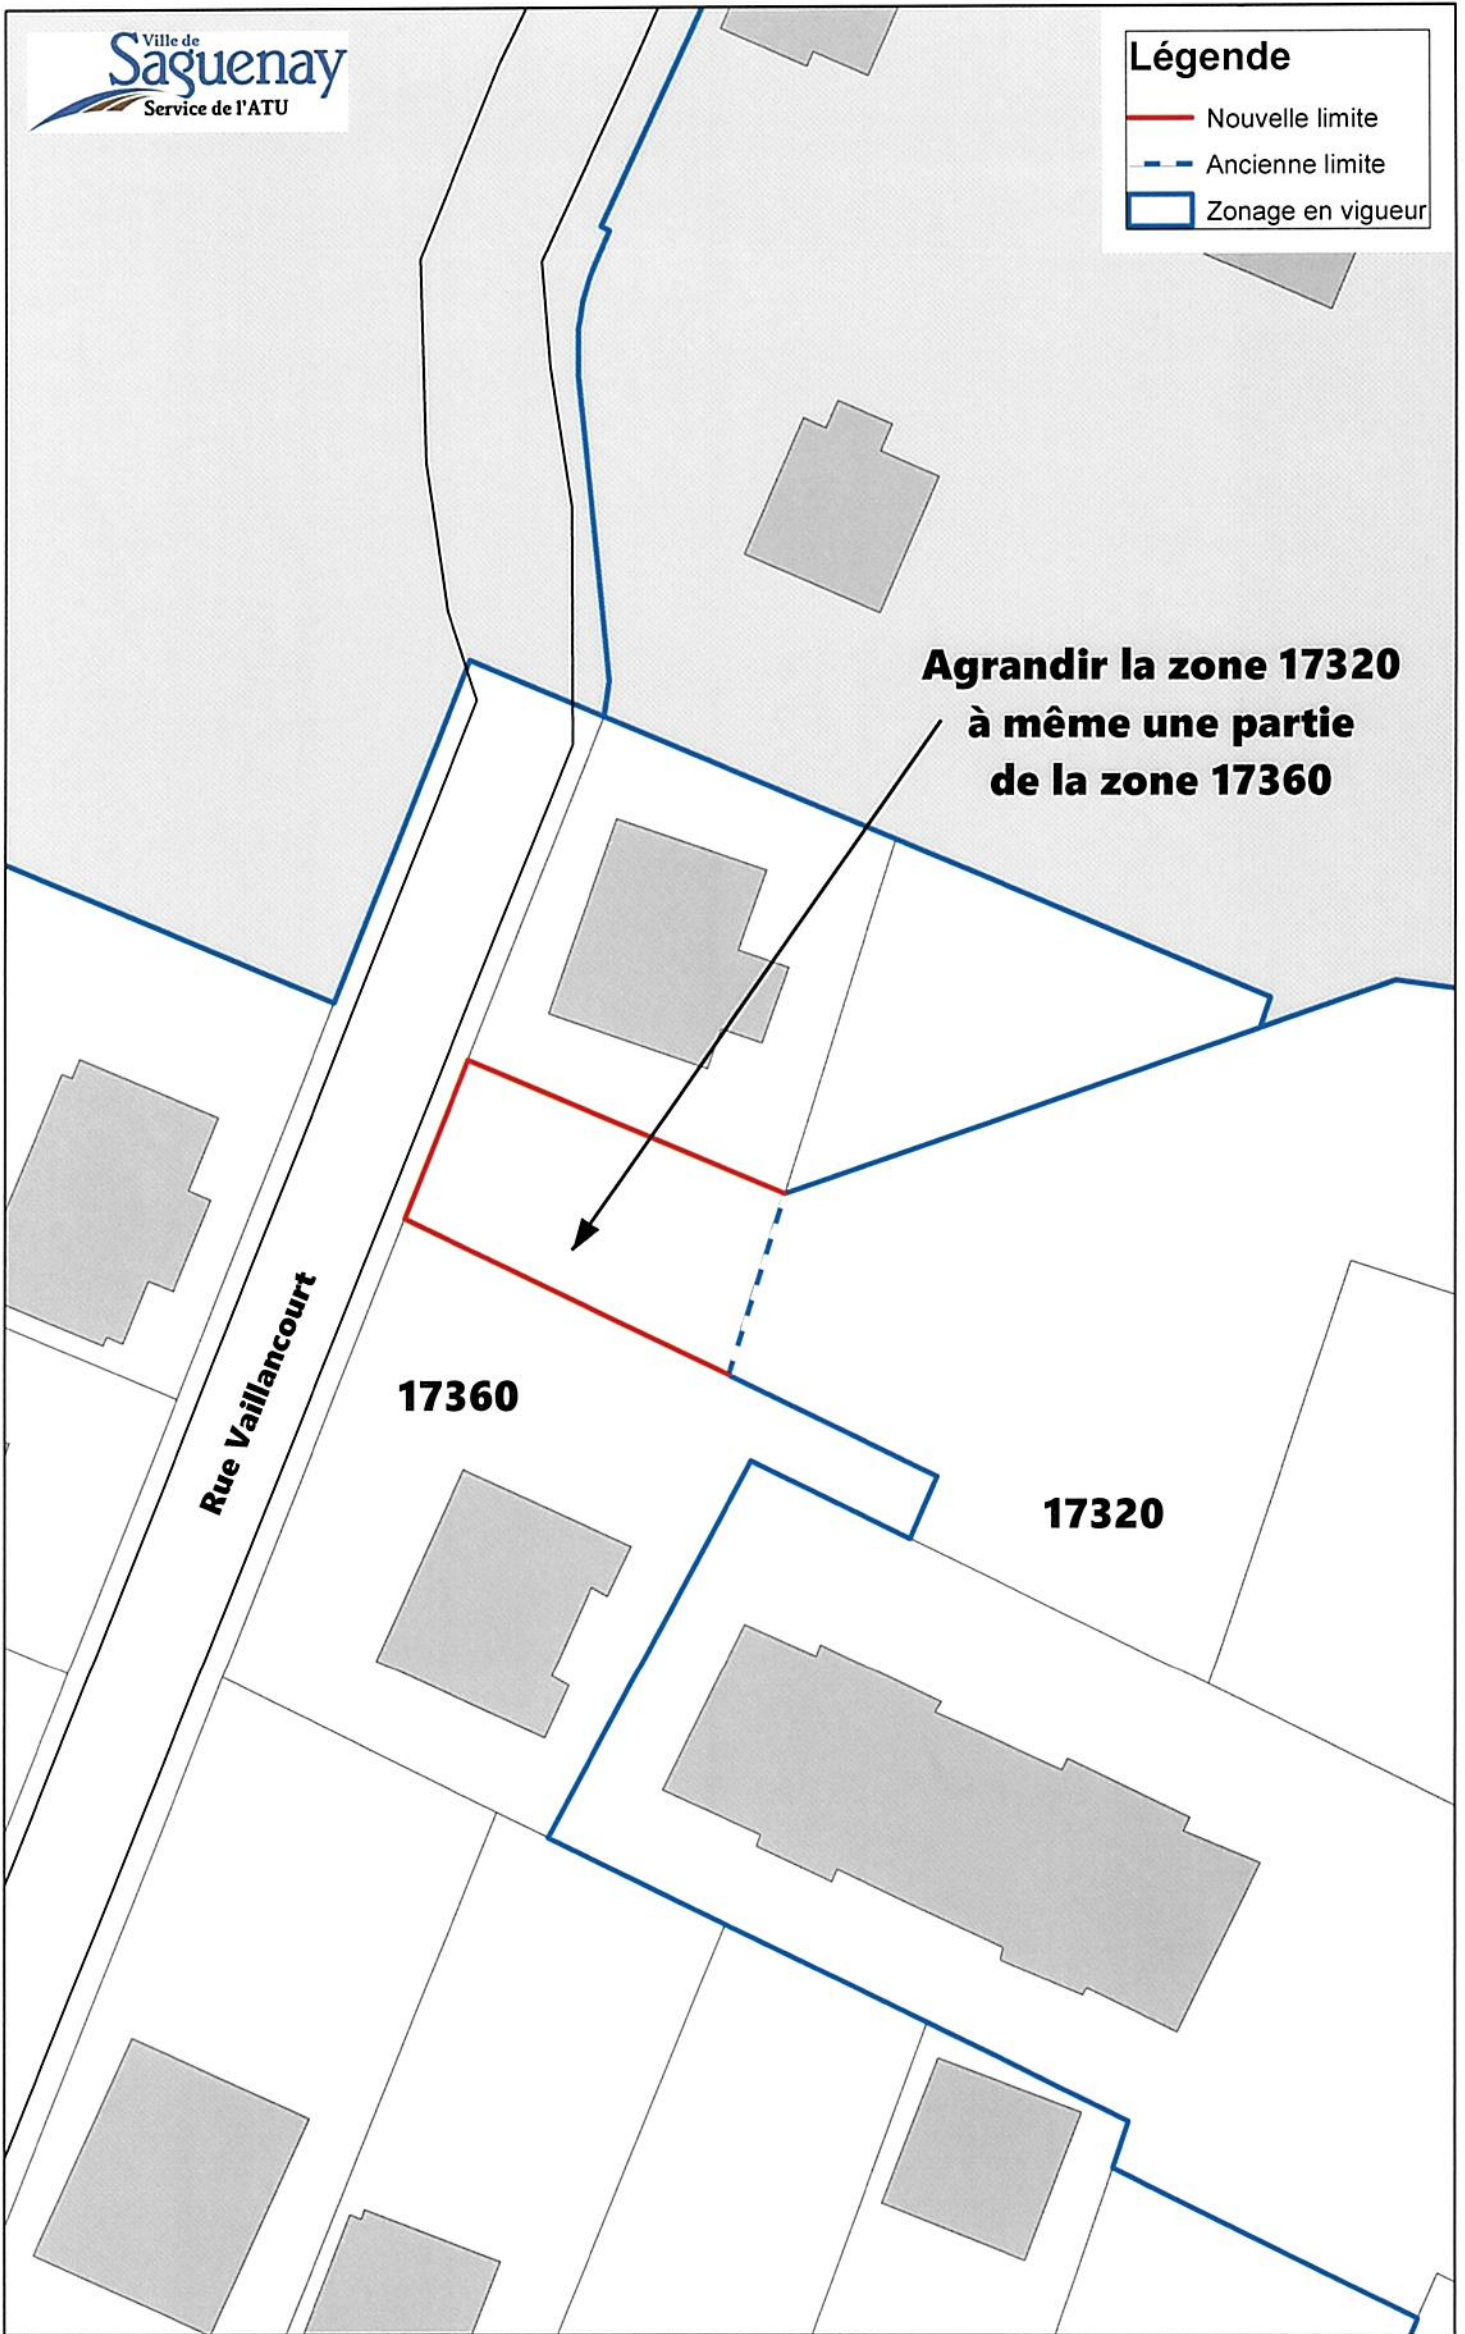 Ville de
Saguenay
Service de l'ATU
Légende
Nouvelle limite
Ancienne limite
Zonage en vigueur
Agrandir la zone 17320
à même une partie
de la zone 17360
Rue Vaillancourt
17360
17320